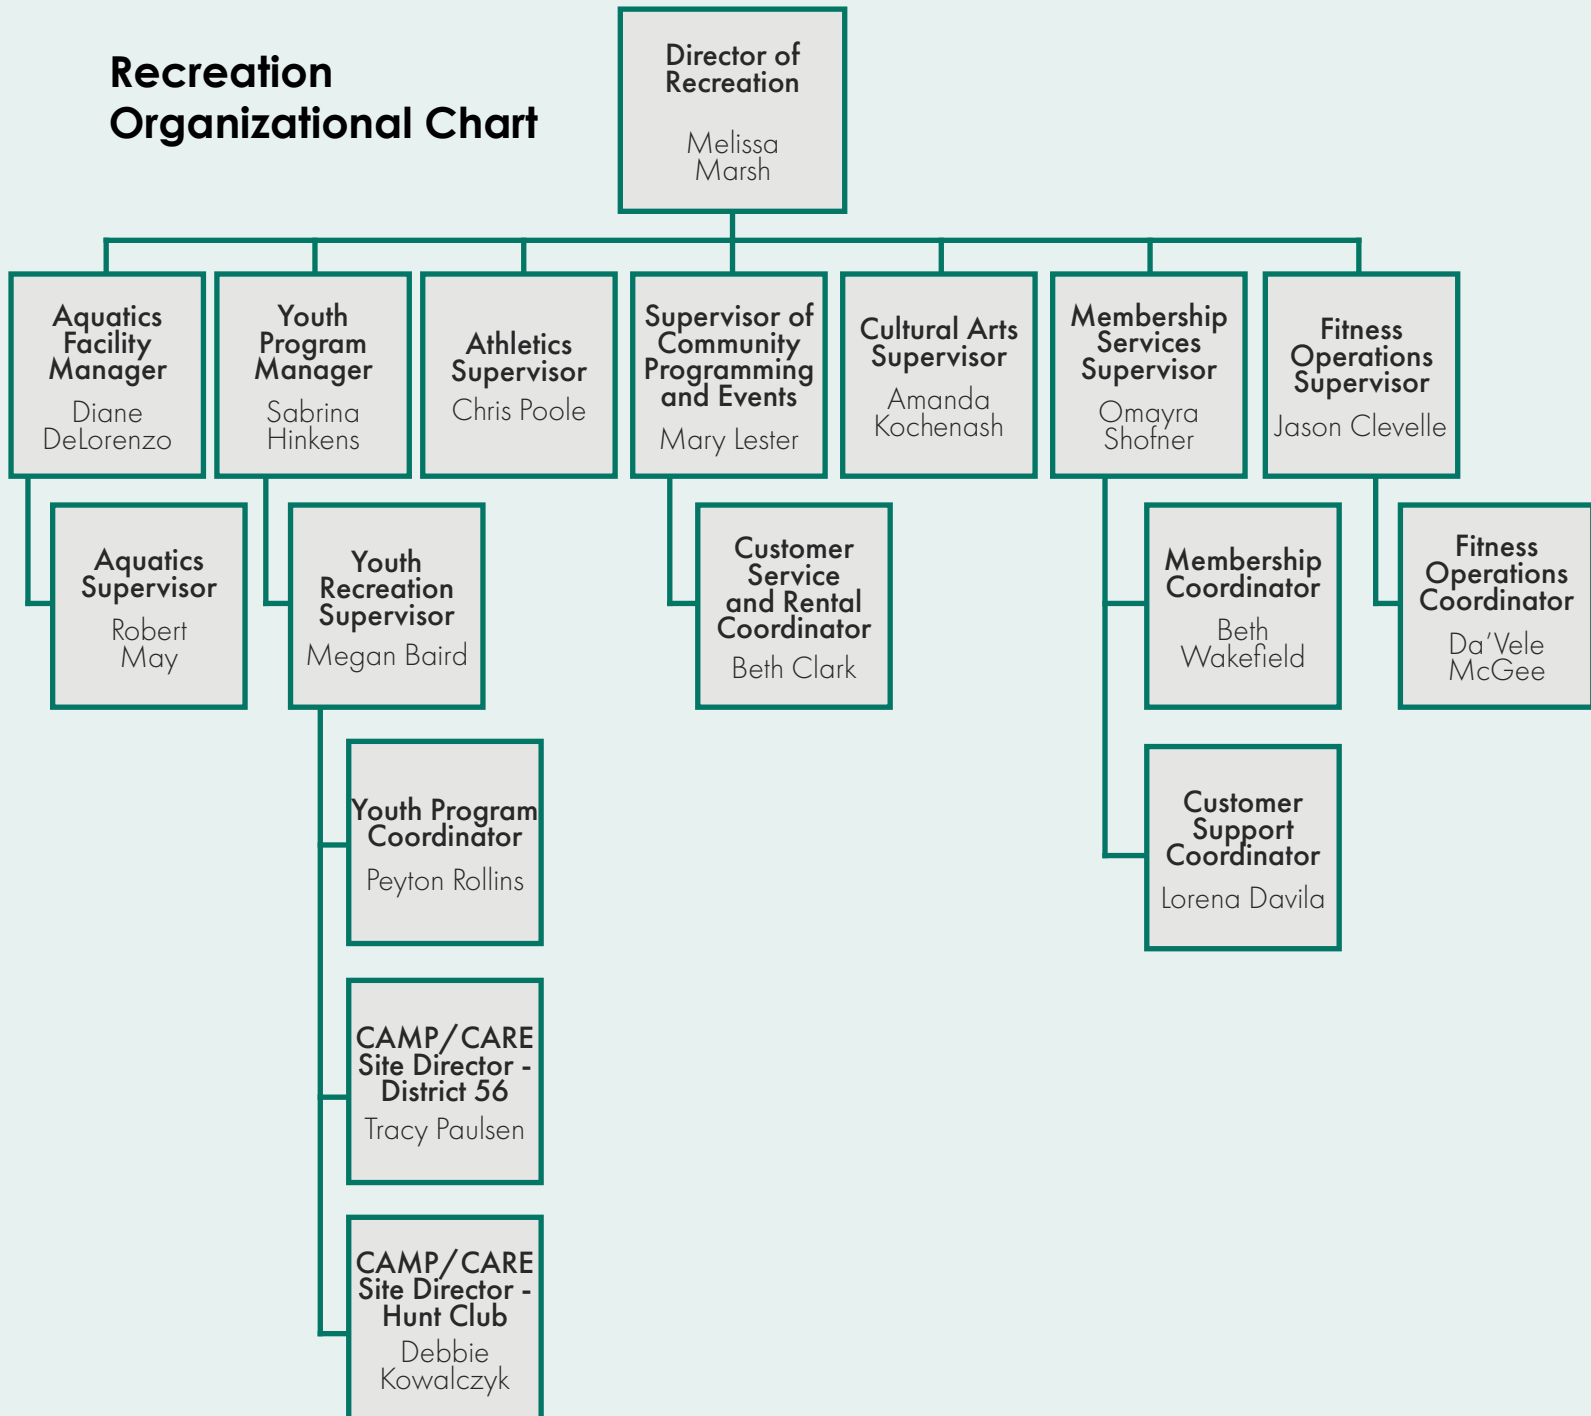 Recreation
Organizational Chart
Director of
Recreation
Melissa
Marsh
Aquatics
Facility
Manager
Diane
DeLorenzo
Youth
Program
Manager
Sabrina
Hinkens
Athletics
Supervisor
Chris Poole
Supervisor of
Community
Programming
and Events
Mary Lester
Cultural Arts
Supervisor
Amanda
Kochenash
Membership
Services
Supervisor
Omayra
Shofner
Fitness
Operations
Supervisor
Jason Clevelle
Aquatics
Supervisor
Robert
May
Youth
Recreation
Supervisor
Megan Baird
Customer
Service
and Rental
Coordinator
Beth Clark
Membership
Coordinator
Beth
Wakefield
Fitness
Operations
Coordinator
Da'Vele
McGee
Youth Program
Coordinator
Peyton Rollins
Customer
Support
Coordinator
Lorena Davila
CAMP/CARE
Site Director -
District 56
Tracy Paulsen
CAMP/CARE
Site Director -
Hunt Club
Debbie
Kowalczyk